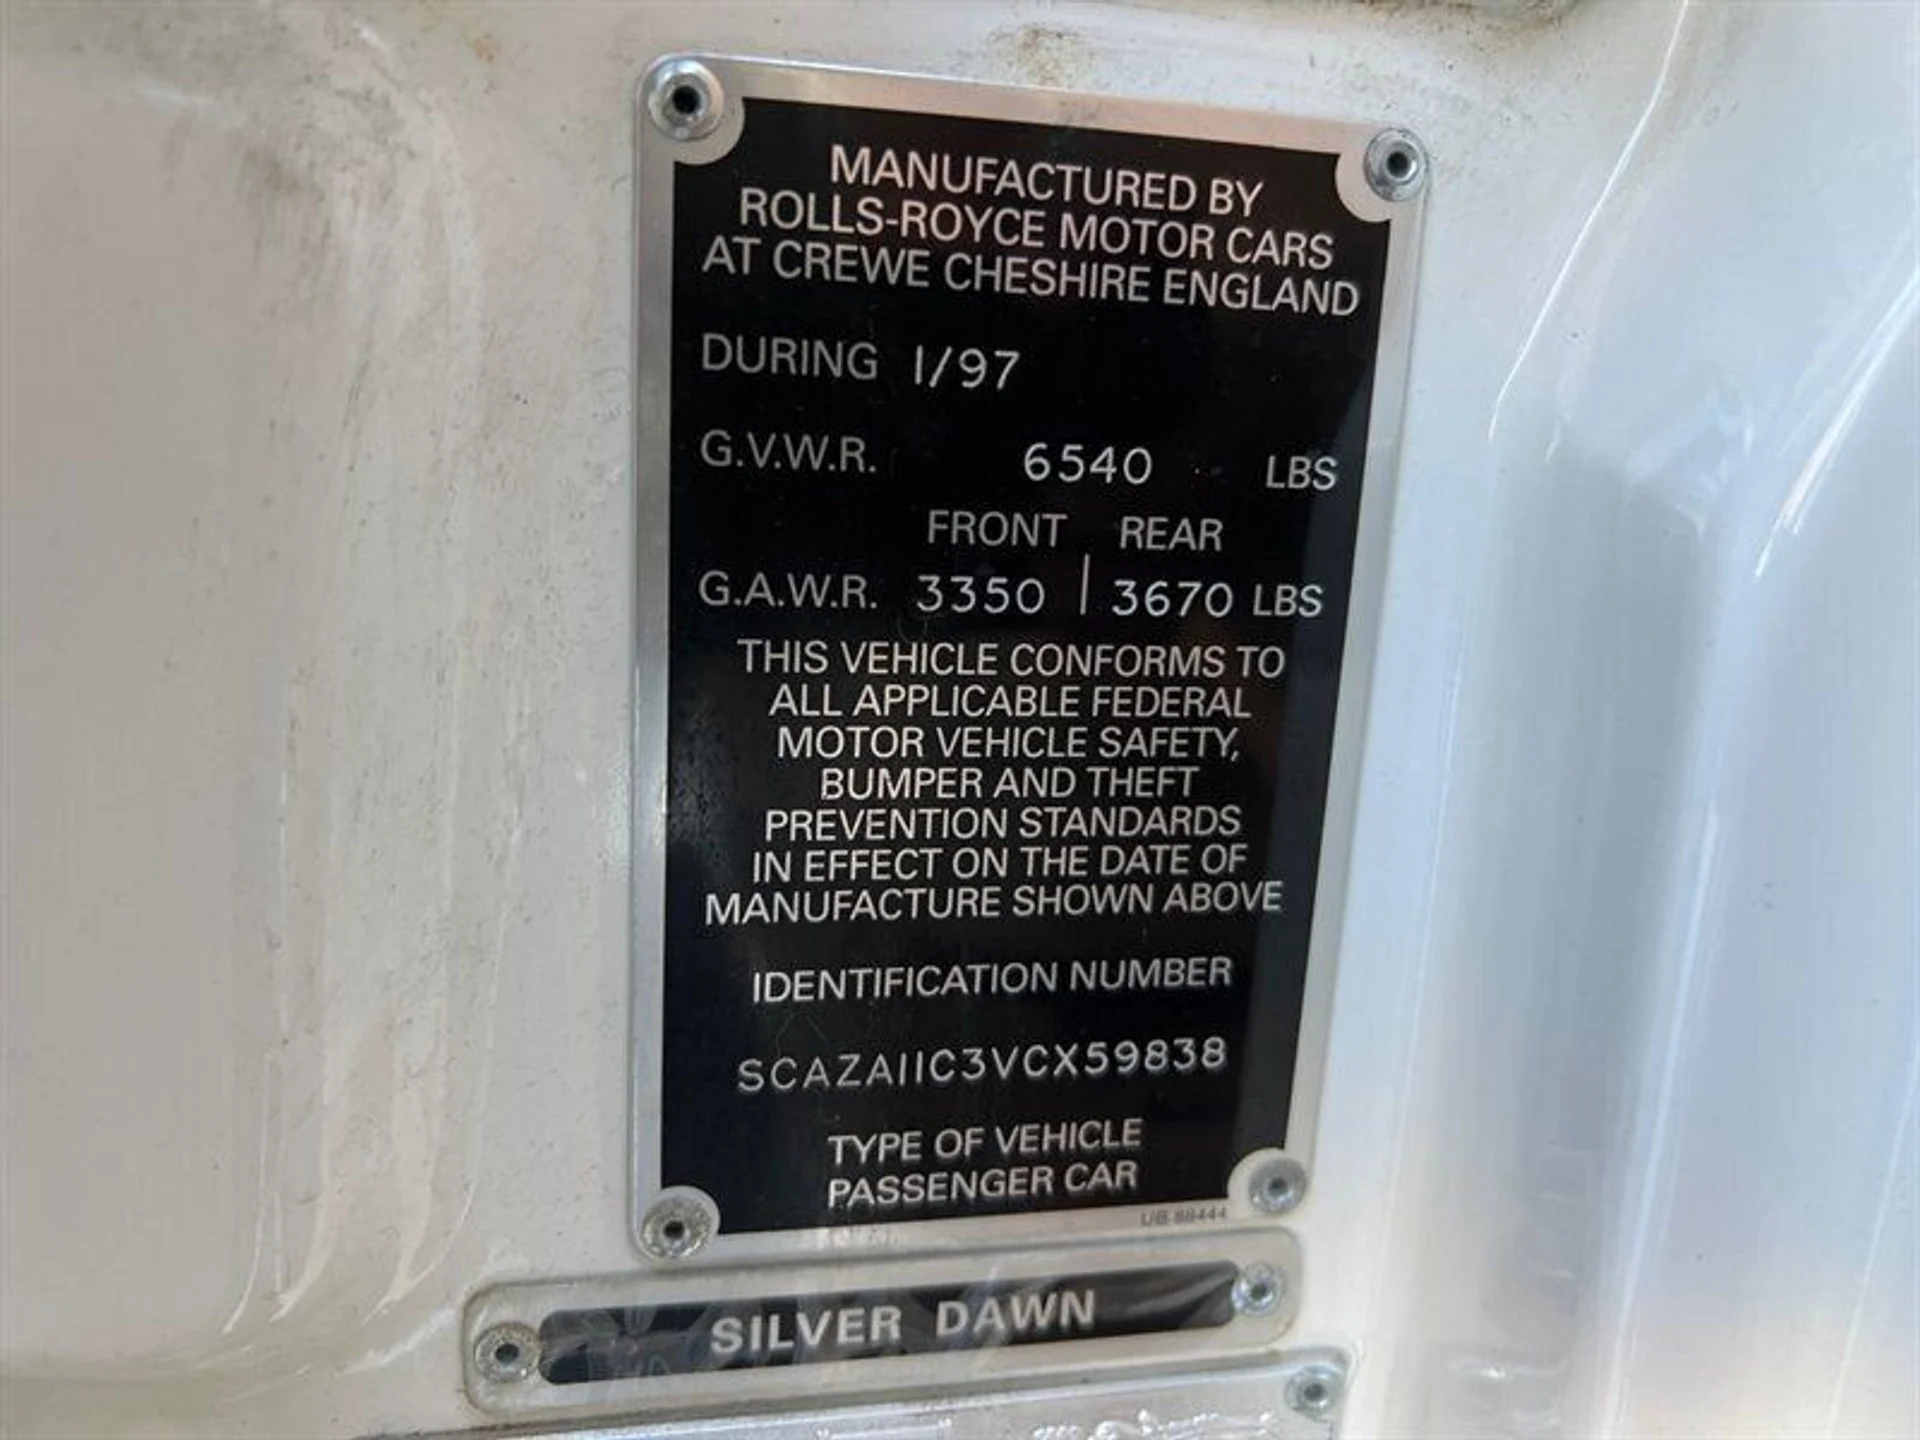 MANUFACTURED BY
ROLLS-ROYCE MOTOR CARS
AT CREWE CHESHIRE ENGLAND
DURING 1/97
G.V.W.R. 6540 LBS
FRONT REAR
G.A.W.R. 3350 | 3670 LBS
THIS VEHICLE CONFORMS TO
ALL APPLICABLE FEDERAL
MOTOR VEHICLE SAFETY,
BUMPER AND THEFT
PREVENTION STANDARDS
IN EFFECT ON THE DATE OF
MANUFACTURE SHOWN ABOVE
IDENTIFICATION NUMBER
SCAZA11C3VCX59838
TYPE OF VEHICLE
PASSENGER CAR
SILVER DAWN